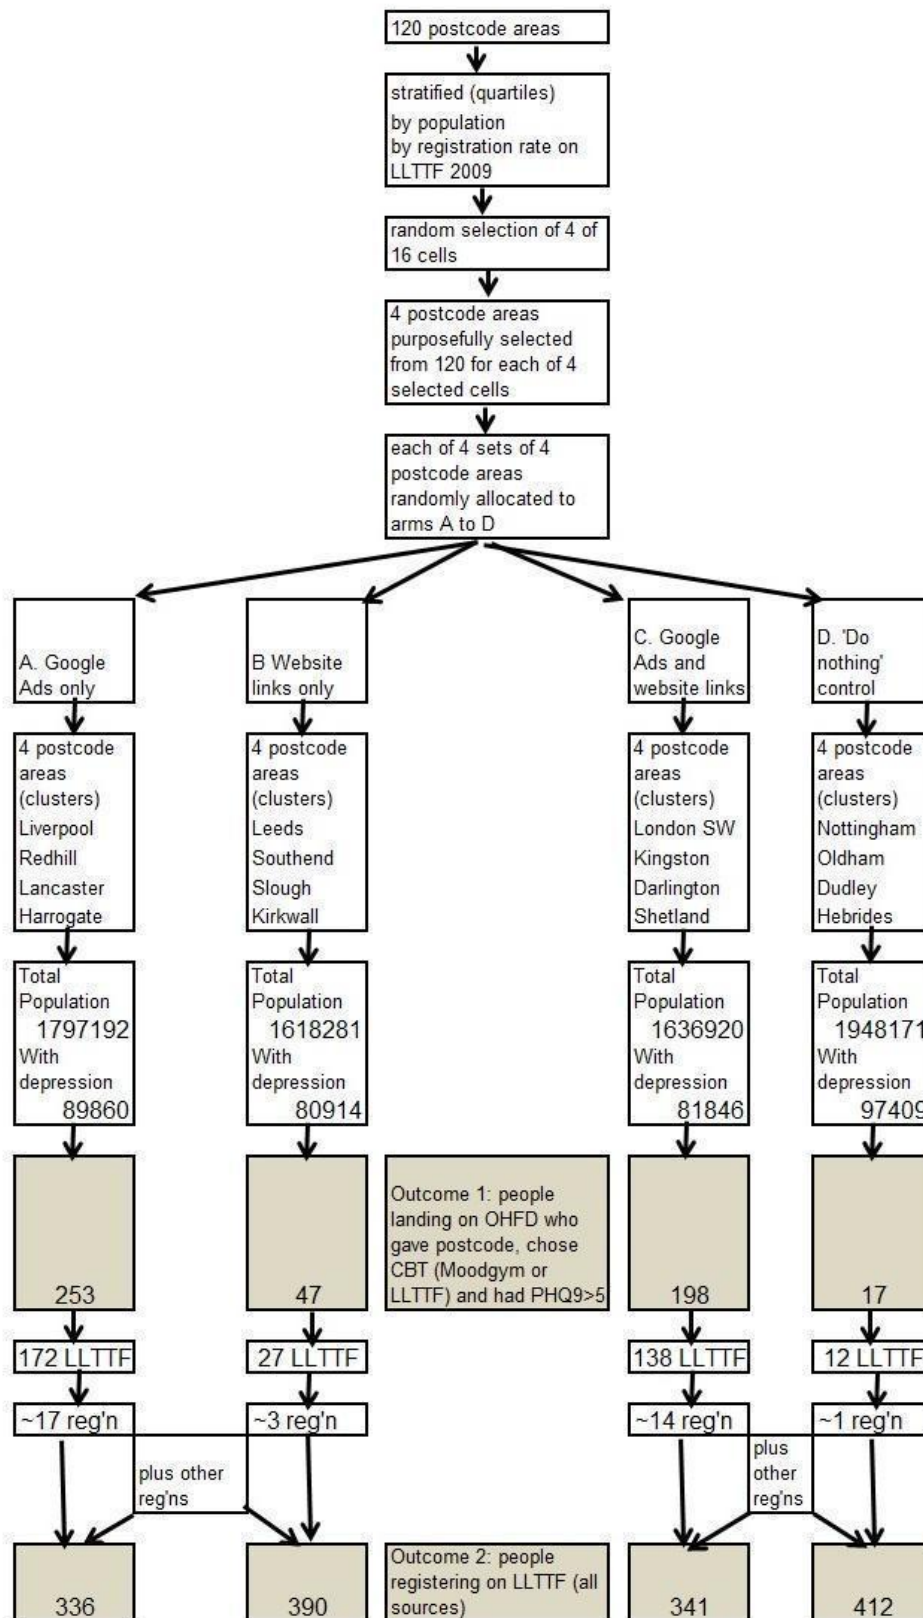 120 postcode areas
stratified (quartiles)
by population
by registration rate on
LLTTF 2009
random selection of 4 of
16 cells
4 postcode areas
purposefully selected
from 120 for each of 4
selected cells
each of 4 sets of 4
postcode areas
randomly allocated to
arms A to D
A. Google
Ads only
B Website
links only
C. Google
Ads and
website links
D. 'Do
nothing'
control
4 postcode
areas
(clusters)
Liverpool
Redhill
Lancaster
Harrogate
4 postcode
areas
(clusters)
Leeds
Southend
Slough
Kirkwall
4 postcode
areas
(clusters)
London SW
Kingston
Darlington
Shetland
4 postcode
areas
(clusters)
Nottingham
Oldham
Dudley
Hebrides
Total
Population
1797192
With
depression
89860
Total
Population
1618281
With
depression
80914
Total
Population
1636920
With
depression
81846
Total
Population
1948171
With
depression
97409
253
47
Outcome 1: people
landing on OHFD who
gave postcode, chose
CBT (Moodgym or
LLTTF) and had PHQ9>5
198
17
172 LLTTF
27 LLTTF
138 LLTTF
12 LLTTF
~17 reg'n
~3 reg'n
~14 reg'n
~1 reg'n
plus other
reg'ns
plus
other
reg'ns
336
390
Outcome 2: people
registering on LLTTF (all
sources)
341
412